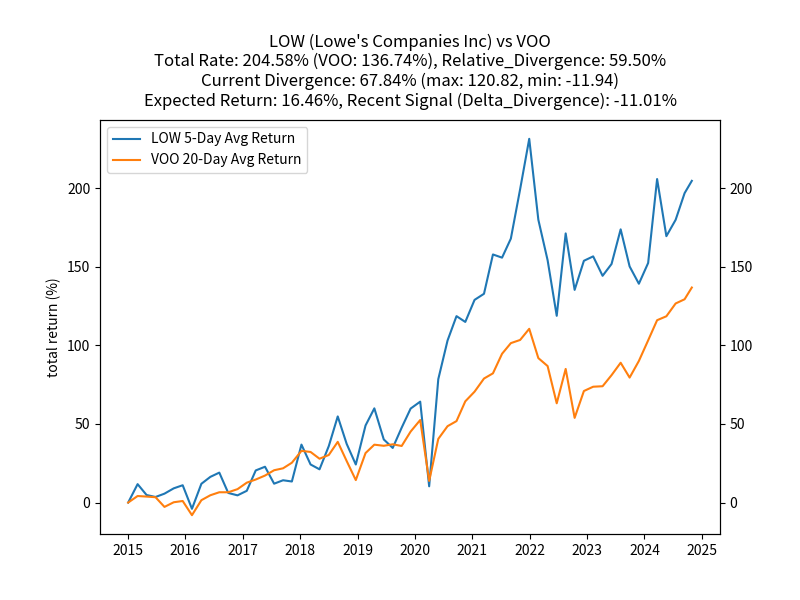 LOW (Lowe's Companies Inc) vs VOO
Total Rate: 204.58% (VOO: 136.74%), Relative_Divergence: 59.50%
Current Divergence: 67.84% (max: 120.82, min: -11.94)
Expected Return: 16.46%, Recent Signal (Delta_Divergence): -11.01%
LOW 5-Day Avg Return
VOO 20-Day Avg Return
total return (%)
200
150
100
50
0
200
150
100
50
0
2015 2016 2017 2018 2019 2020 2021 2022 2023 2024 2025